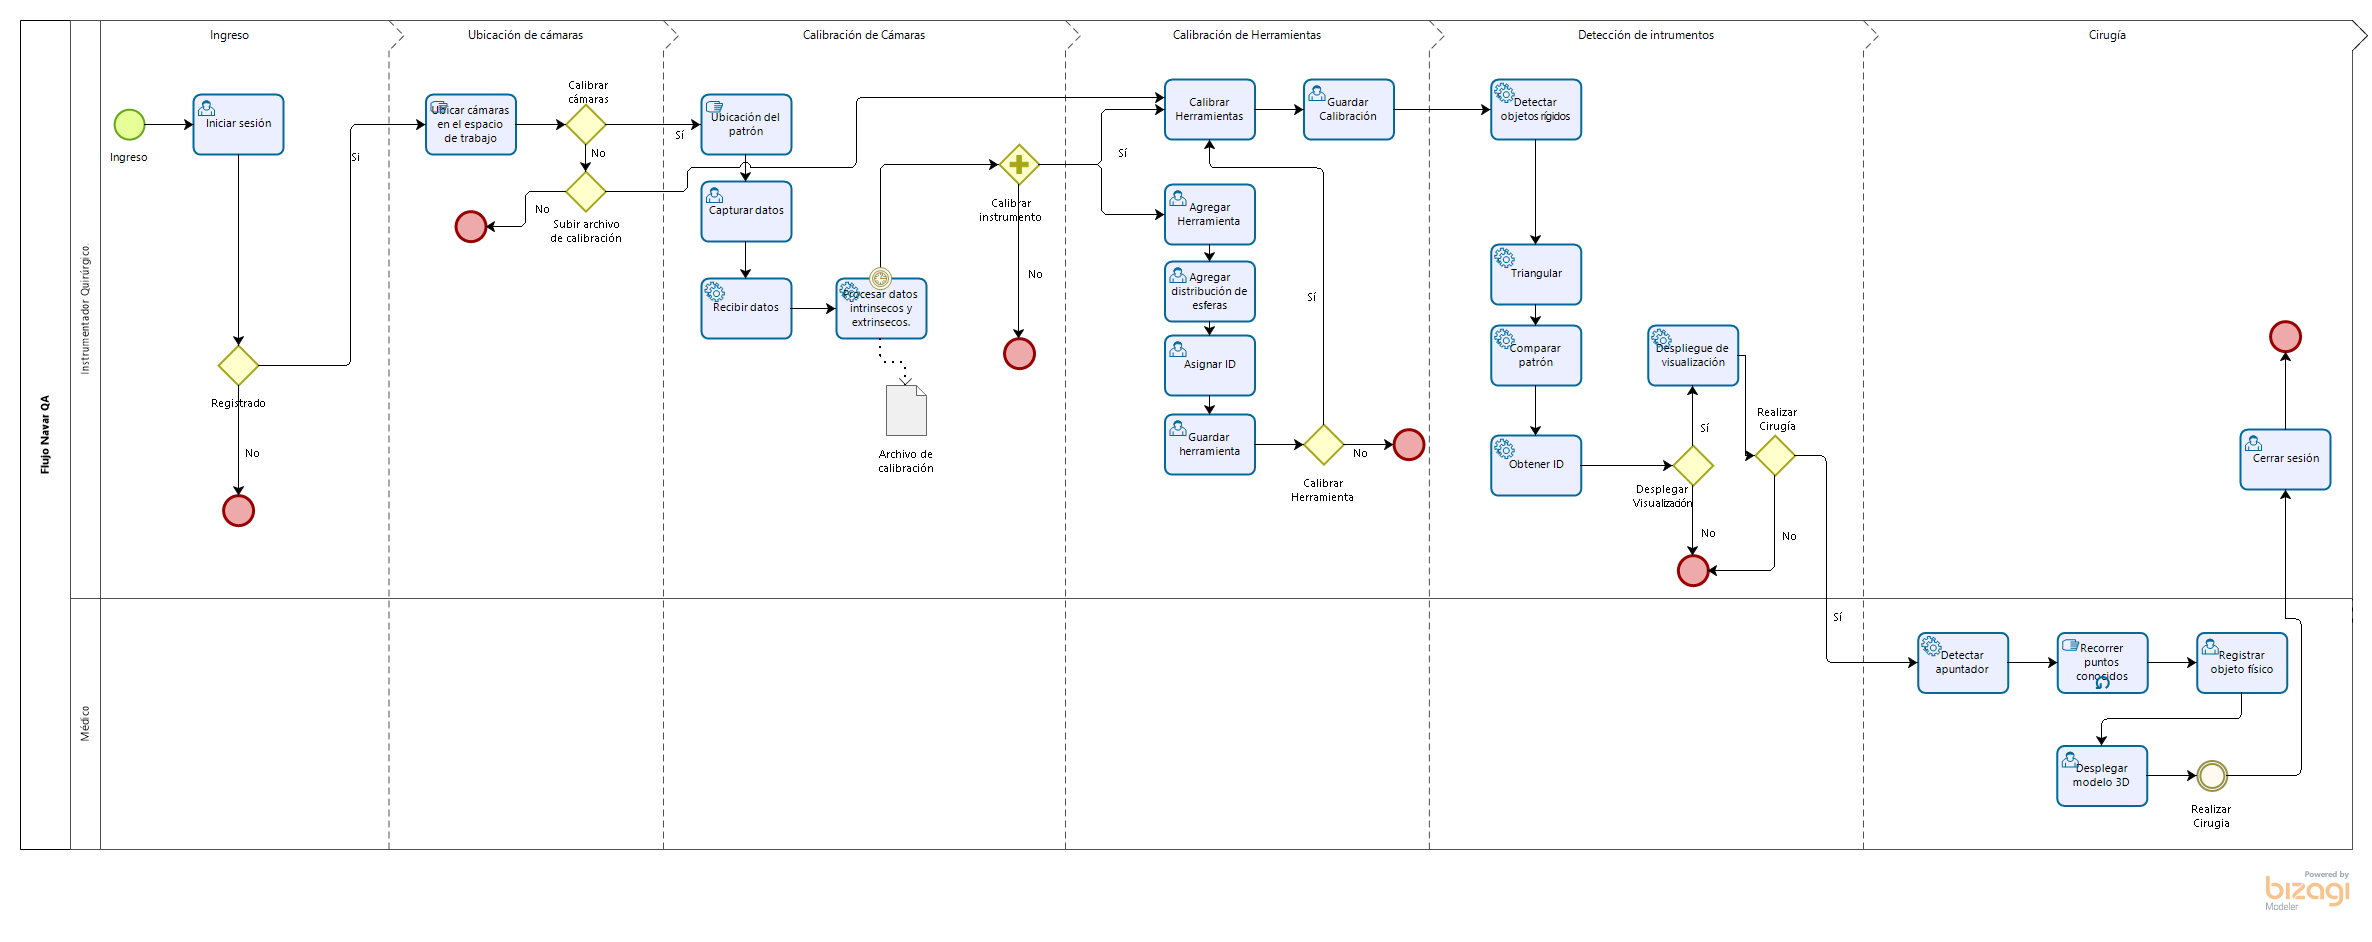 Flujo Navar QA
Instrumentador Quirúrgico.
Médico
Ingreso
Ubicación de cámaras
Calibración de Cámaras
Calibración de Herramientas
Detección de intrumentos
Cirugía
Ingreso
Iniciar sesión
Registrado
Si
No
Ubicar cámaras
en el espacio
de trabajo
Calibrar
cámaras
Sí
No
Subir archivo
de calibración
No
Ubicación del
patrón
Capturar datos
Recibir datos
Procesar datos
intrinsecos y
extrinsecos.
Archivo de
calibración
Calibrar
instrumento
Sí
No
Calibrar
Herramientas
Guardar
Calibración
Agregar
Herramienta
Agregar
distribución de
esferas
Asignar ID
Guardar
herramienta
Sí
No
Calibrar
Herramienta
Detectar
objetos rígidos
Triangular
Comparar
patrón
Obtener ID
Desplegar
Visualización
Sí
No
Despliegue de
visualización
Realizar
Cirugía
No
Sí
Detectar
apuntador
Recorrer
puntos
conocidos
Registrar
objeto físico
Desplegar
modelo 3D
Realizar
Cirugia
Cerrar sesión
Powered by
bizagi
Modeler